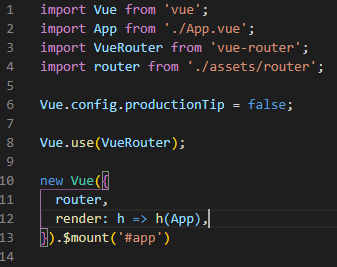 1 import Vue from 'vue';
2 import App from './App.vue';
3 import VueRouter from 'vue-router';
4 import router from './assets/router';
5
6 Vue.config.productionTip = false;
7
8 Vue.use(VueRouter);
9
10 new Vue({
11   router,
12   render: h => h(App),
13 }).$mount('#app')
14